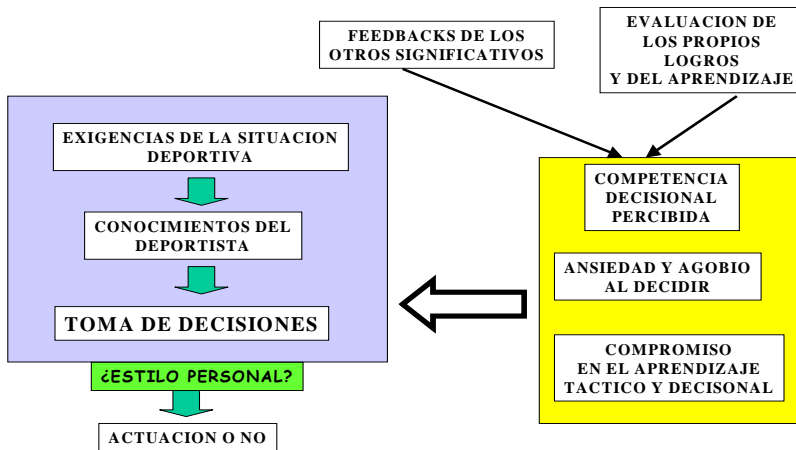 FEEDBACKS DE LOS
OTROS SIGNIFICATIVOS
EVALUACION DE
LOS PROPIOS
LOGROS
Y DEL APRENDIZAJE
EXIGENCIAS DE LA SITUACION
DEPORTIVA
CONOCIMIENTOS DEL
DEPORTISTA
TOMA DE DECISIONES
¿ESTILO PERSONAL?
ACTUACION O NO
COMPETENCIA
DECISIONAL
PERCIBIDA
ANSIEDAD Y AGOBIO
AL DECIDIR
COMPROMISO
EN EL APRENDIZAJE
TACTICO Y DECISONAL